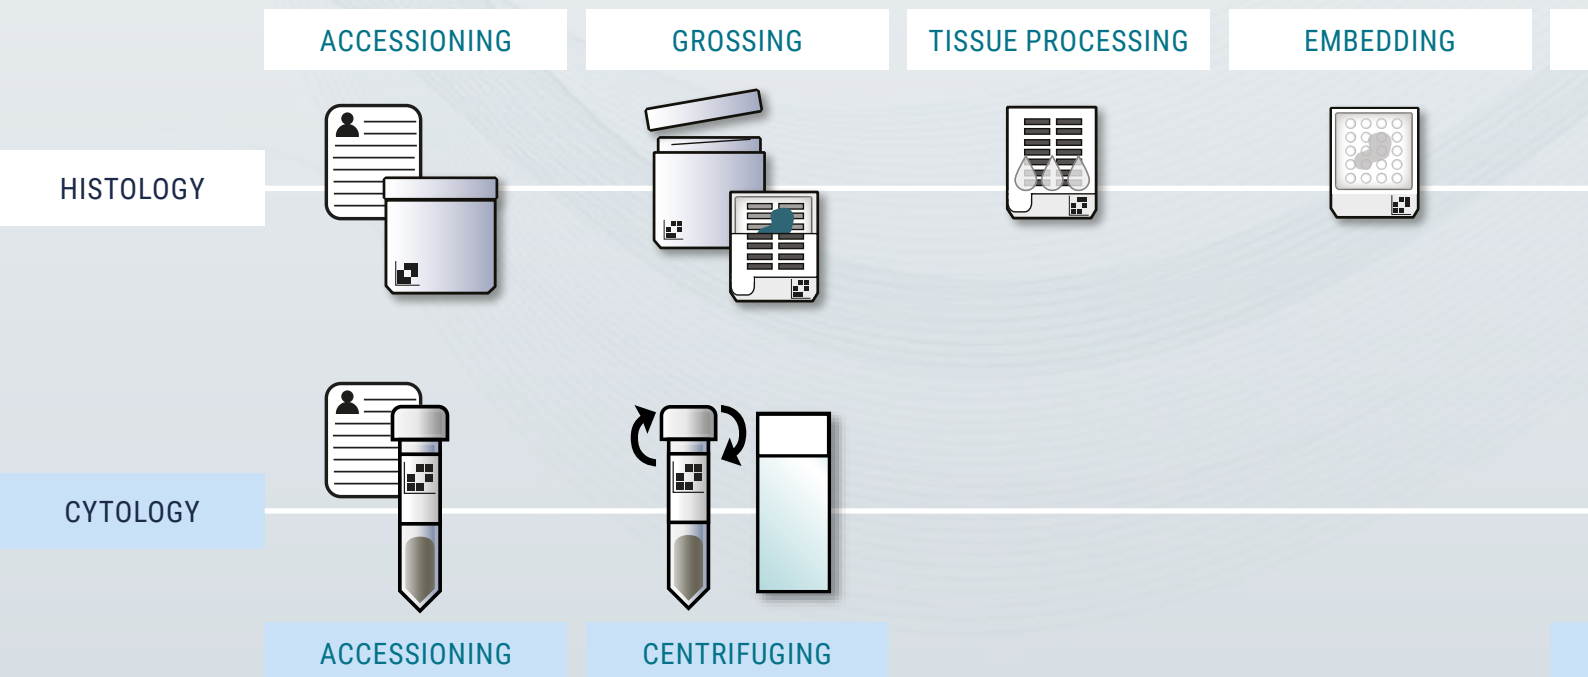 ACCESSIONING
GROSSING
TISSUE PROCESSING
EMBEDDING
HISTOLOGY
CYTOLOGY
ACCESSIONING
CENTRIFUGING